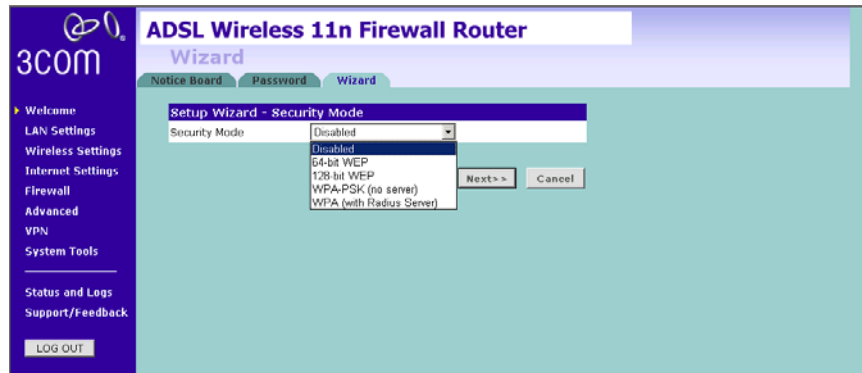 3COM
ADSL Wireless 11n Firewall Router
Wizard
Notice Board
Password
Wizard
Welcome
LAN Settings
Wireless Settings
Internet Settings
Firewall
Advanced
VPN
System Tools
Status and Logs
Support/Feedback
LOG OUT
Setup Wizard - Security Mode
Security Mode
Disabled
Disabled
64-bit WEP
128-bit WEP
WPA-PSK (no server)
WPA (with Radius Server)
Next>>
Cancel